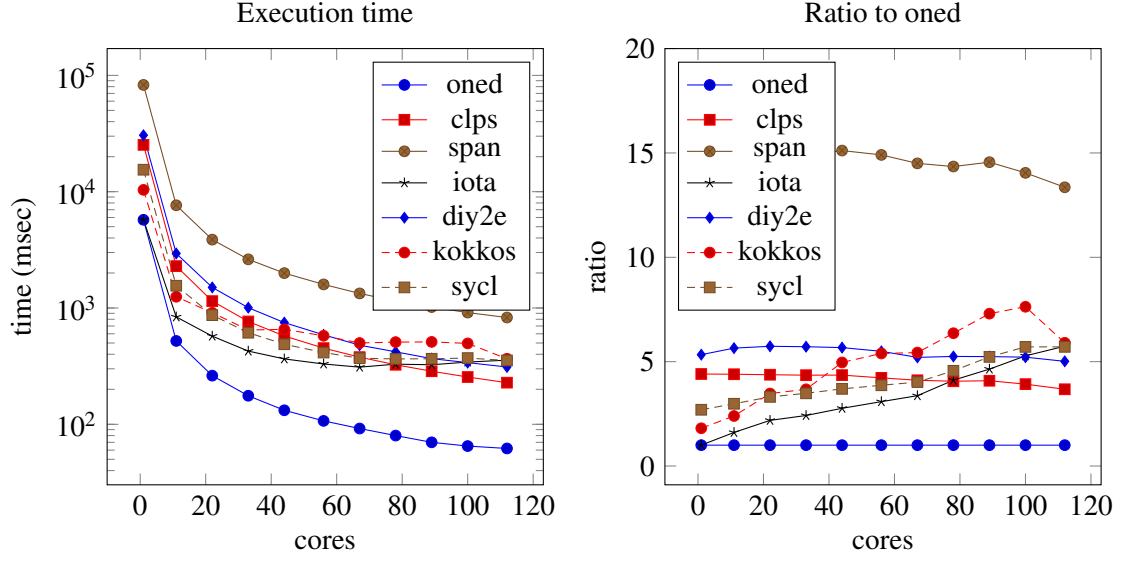 Execution time
10^5
10^4
10^3
10^2
time (msec)
0 20 40 60 80 100 120
cores
oned
clps
span
iota
diy2e
kokkos
sycl
Ratio to oned
20
15
10
5
0
ratio
0 20 40 60 80 100 120
cores
oned
clps
span
iota
diy2e
kokkos
sycl